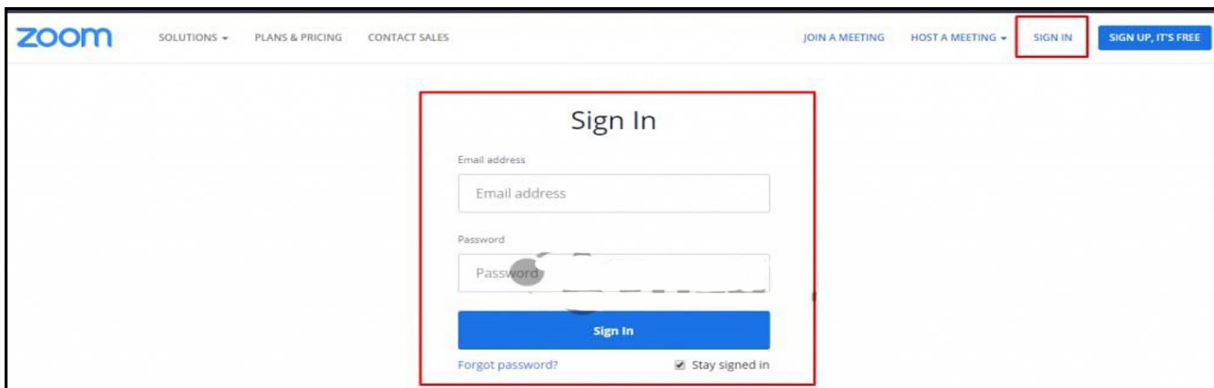 zoom SOLUTIONS PLANS & PRICING CONTACT SALES JOIN A MEETING HOST A MEETING SIGN IN SIGN UP, IT'S FREE
Sign In
Email address
Email address
Password
Password
Sign In
Forgot password? Stay signed in